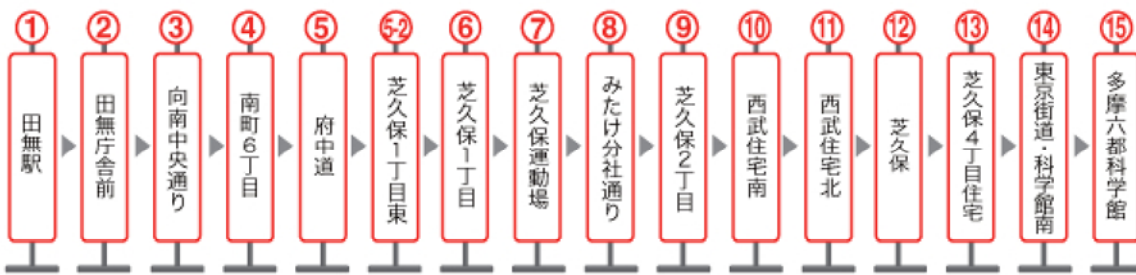 ①
田無駅
②
田無庁舎前
③
向南中央通り
④
南町6丁目
⑤
府中道
5-2
芝久保1丁目東
⑥
芝久保1丁目
⑦
芝久保運動場
⑧
みたけ分社通り
⑨
芝久保2丁目
⑩
西武住宅南
⑪
西武住宅北
⑫
芝久保
⑬
芝久保4丁目住宅
⑭
東京街道・科学館南
⑮
多摩六都科学館